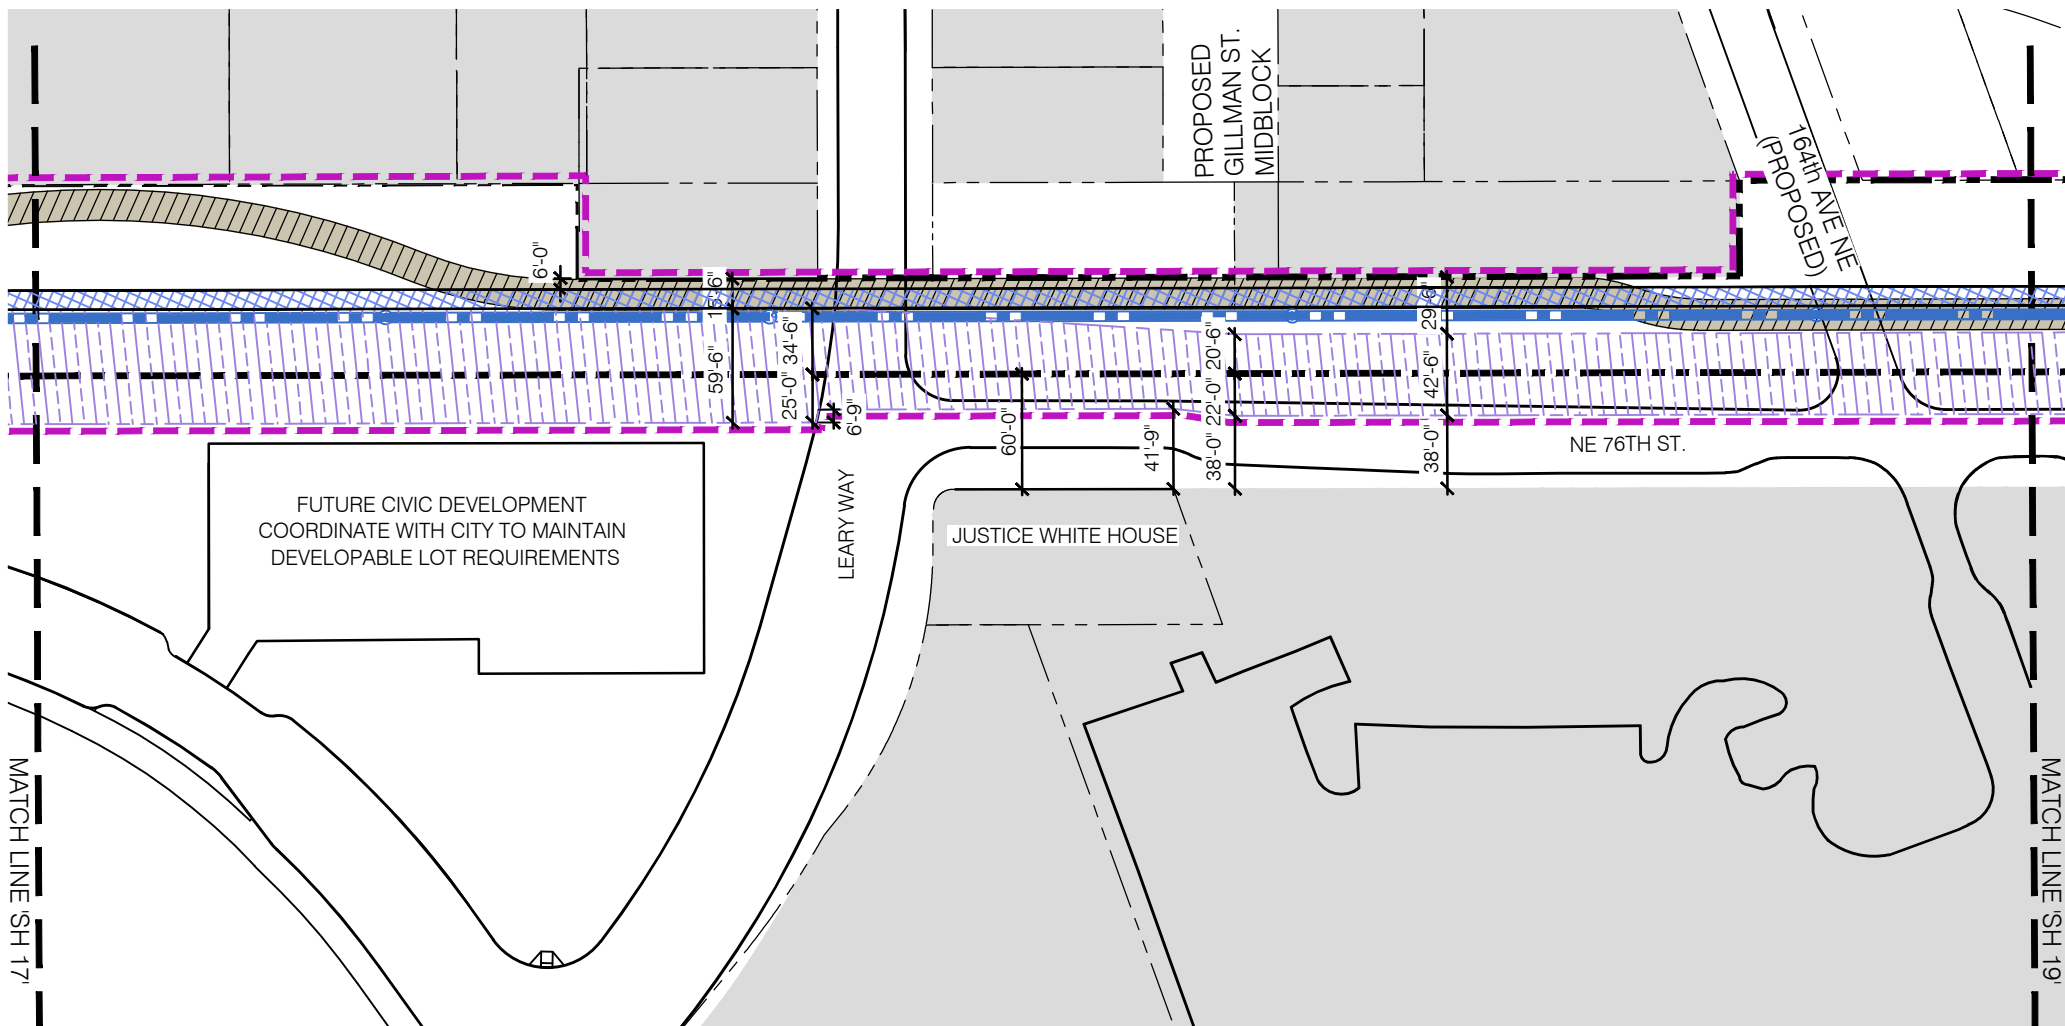 PROPOSED
GILLMAN ST.
MIDBLOCK
164th AVE NE
(PROPOSED)
6'-0"
15'-6"
59'-6"
34'-6"
25'-0"
6'-9"
60'-0"
41'-9"
20'-6"
22'-0"
38'-0"
29'-6"
42'-6"
38'-0"
NE 76TH ST.
LEARY WAY
FUTURE CIVIC DEVELOPMENT
COORDINATE WITH CITY TO MAINTAIN
DEVELOPABLE LOT REQUIREMENTS
JUSTICE WHITE HOUSE
MATCH LINE 'SH 17'
MATCH LINE 'SH 19'